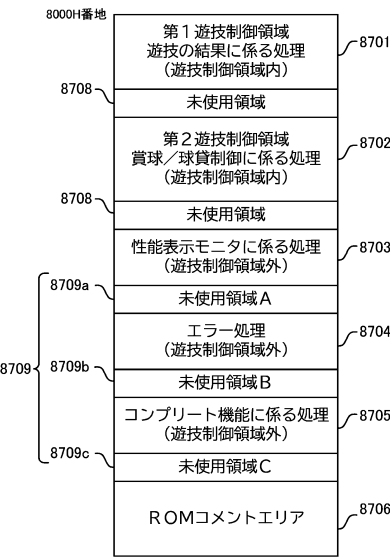 8000H番地
第１遊技制御領域
遊技の結果に係る処理
（遊技制御領域内）
8701
8708
未使用領域
第２遊技制御領域
賞球／球貸制御に係る処理
（遊技制御領域内）
8702
8708
未使用領域
性能表示モニタに係る処理
（遊技制御領域外）
8703
8709a
未使用領域A
エラー処理
（遊技制御領域外）
8704
8709
8709b
未使用領域B
コンプリート機能に係る処理
（遊技制御領域外）
8705
8709c
未使用領域C
ＲＯＭコメントエリア
8706